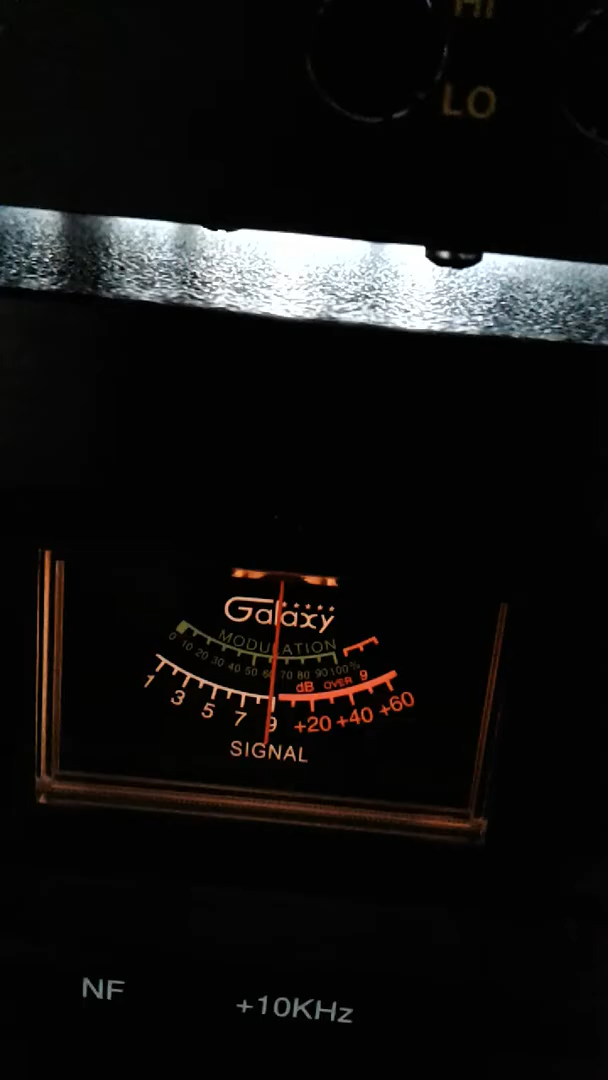 HI
LO
Galaxy
MODULATION
0 10 20 30 40 50 60 70 80 90 100 %
dB OVER 9
1 3 5 7 9 +20 +40 +60
SIGNAL
NF +10KHz